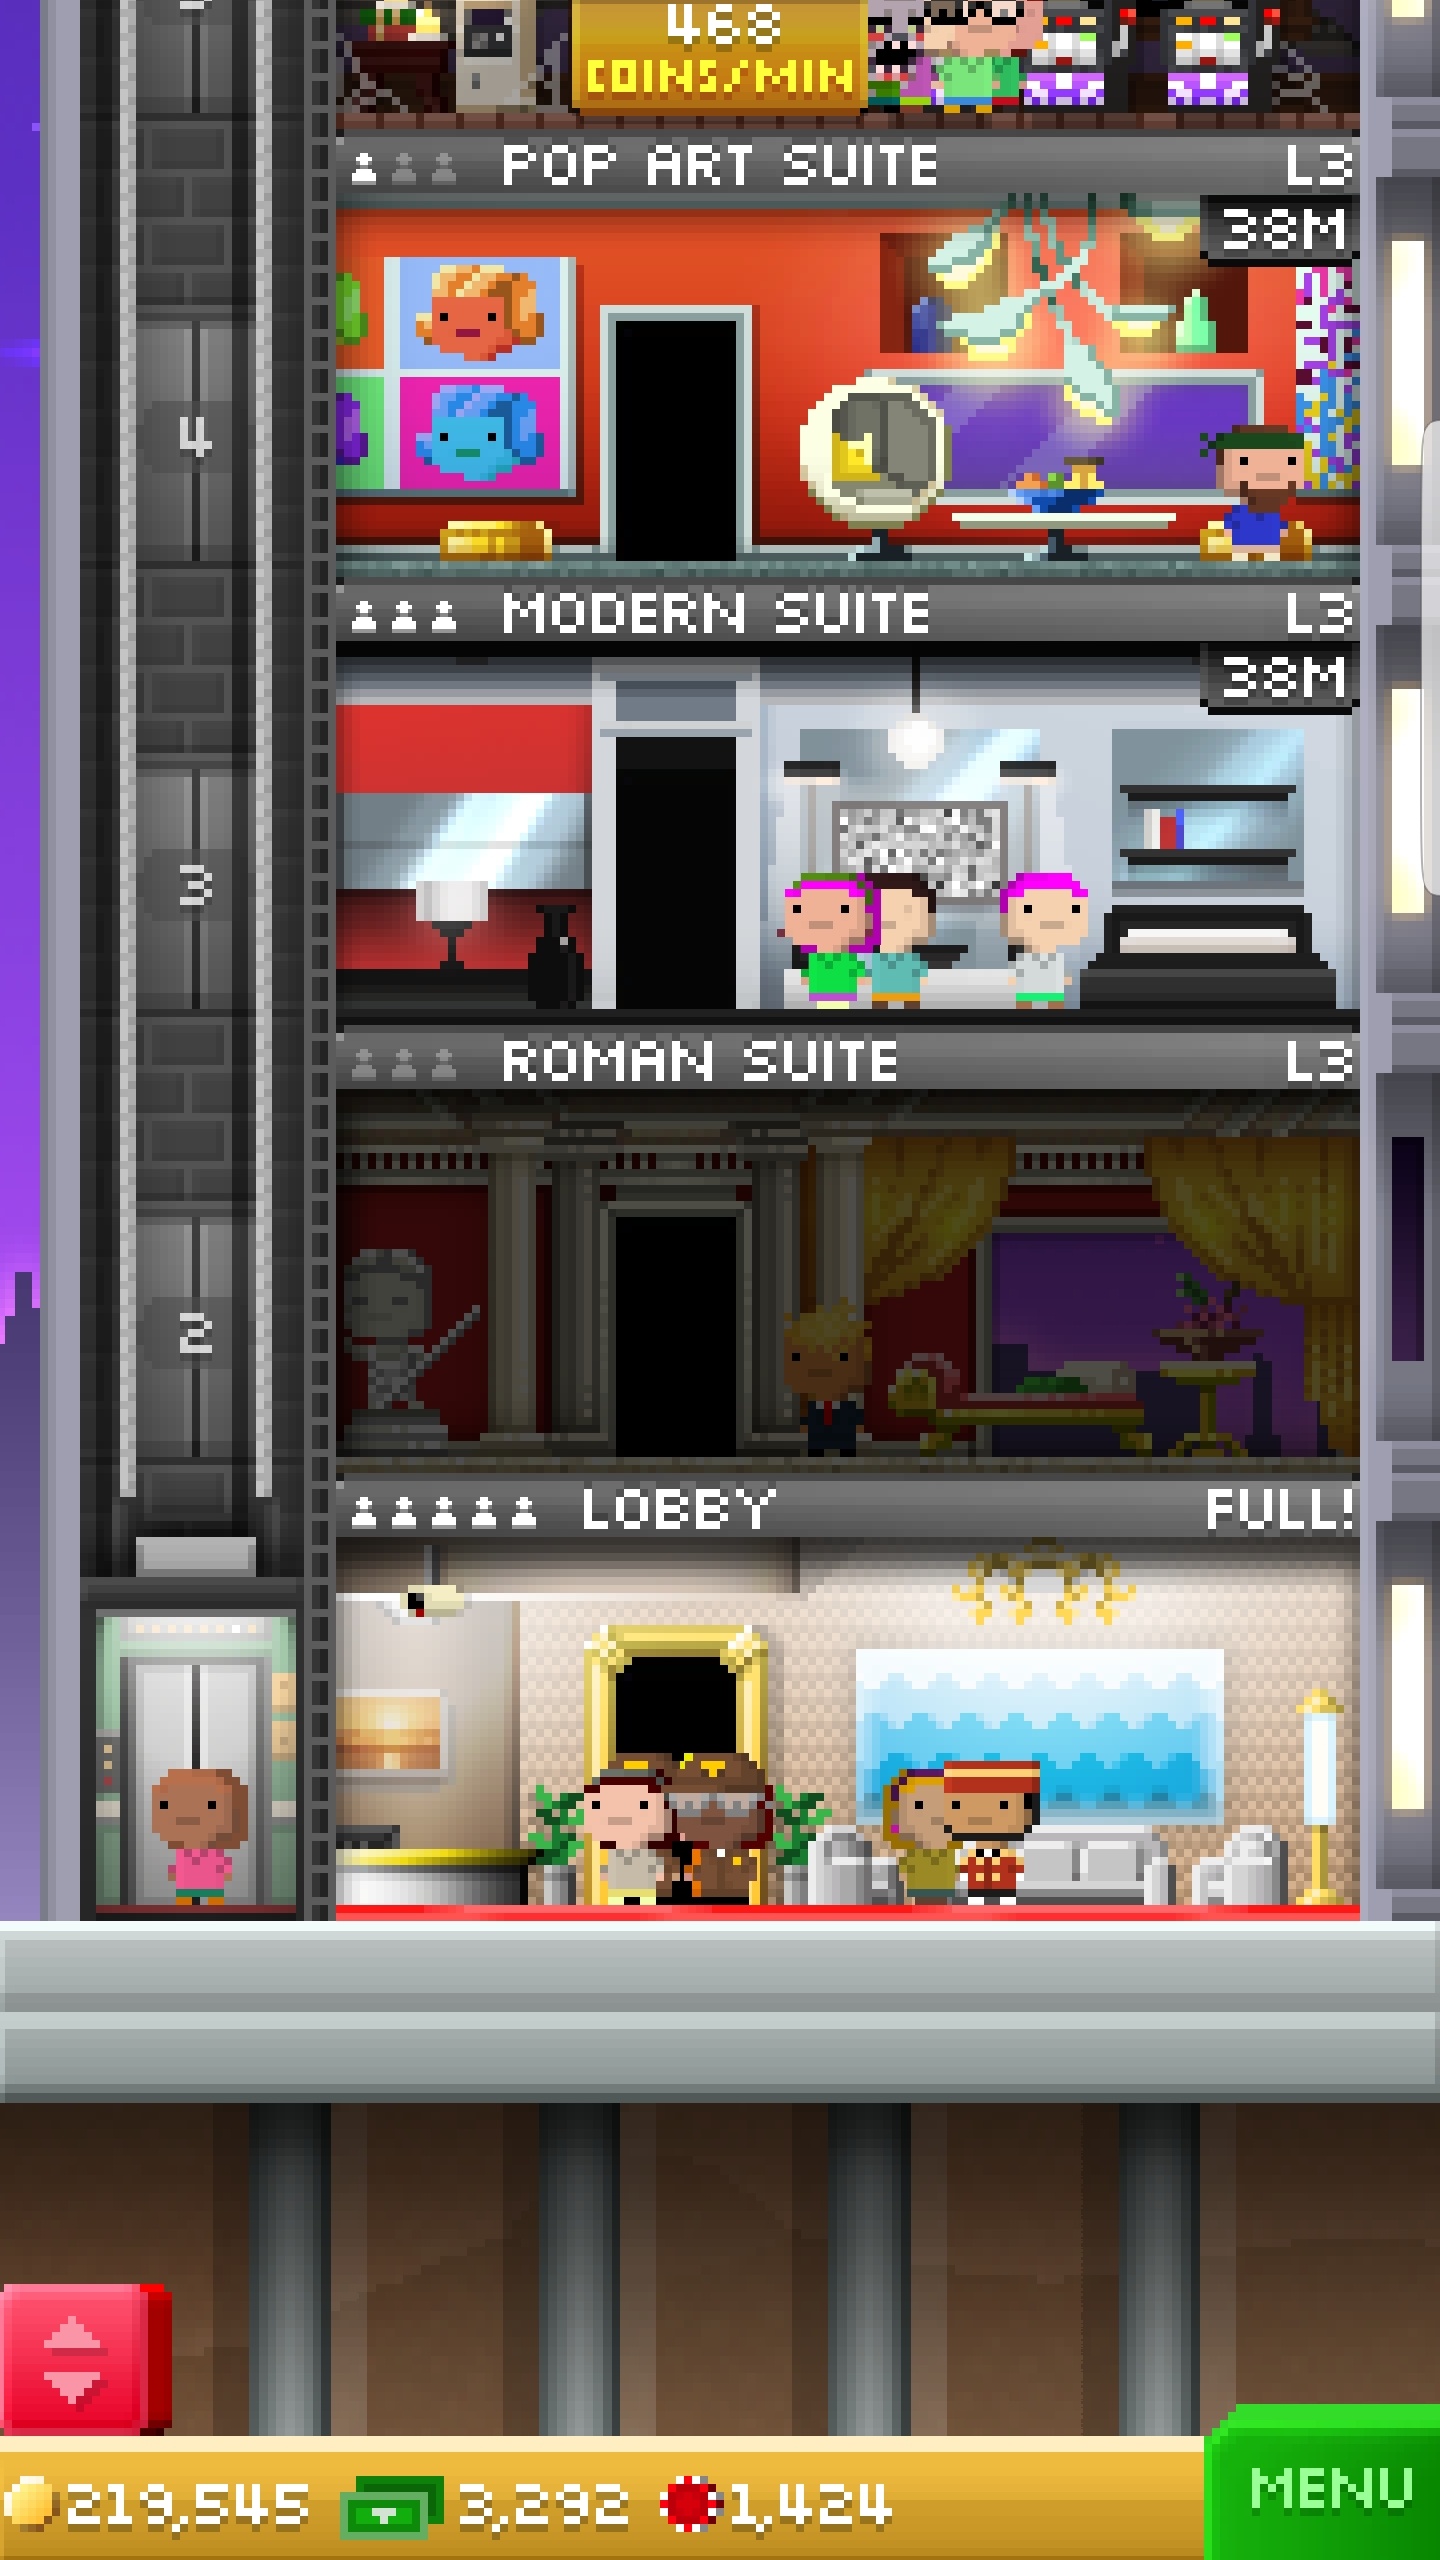 468
COINS/MIN
POP ART SUITE L3
38M
4
MODERN SUITE L3
38M
3
ROMAN SUITE L3
2
LOBBY FULL!
219,545 3,292 1,424
MENU